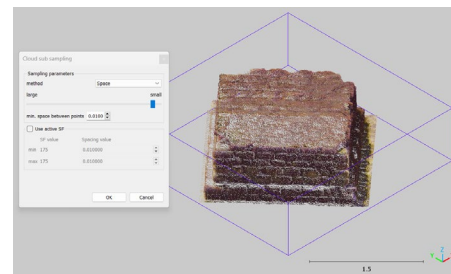 Cloud sub sampling
Sampling parameters
method Space
large small
min. space between points 0.0100
Use active SF
SF value Spacing value
min 175 0.010000
max 175 0.010000
OK Cancel
Z
Y
1.5